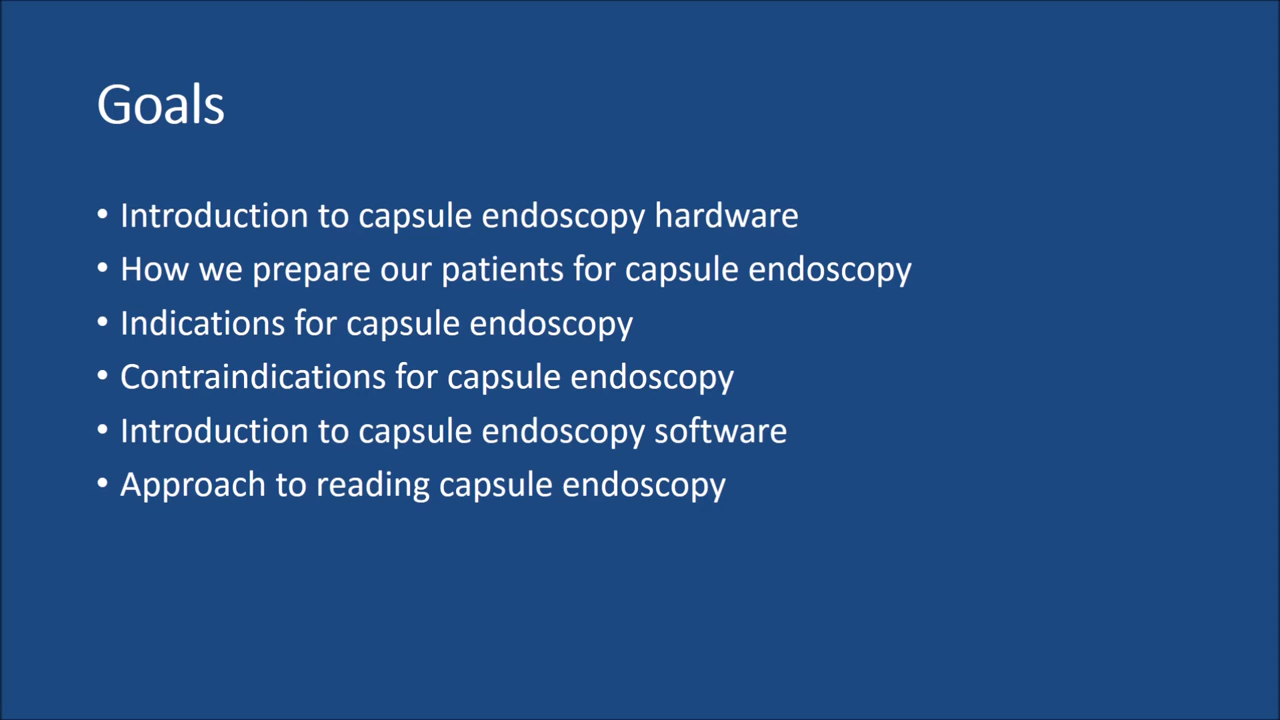 Goals
• Introduction to capsule endoscopy hardware
• How we prepare our patients for capsule endoscopy
• Indications for capsule endoscopy
• Contraindications for capsule endoscopy
• Introduction to capsule endoscopy software
• Approach to reading capsule endoscopy